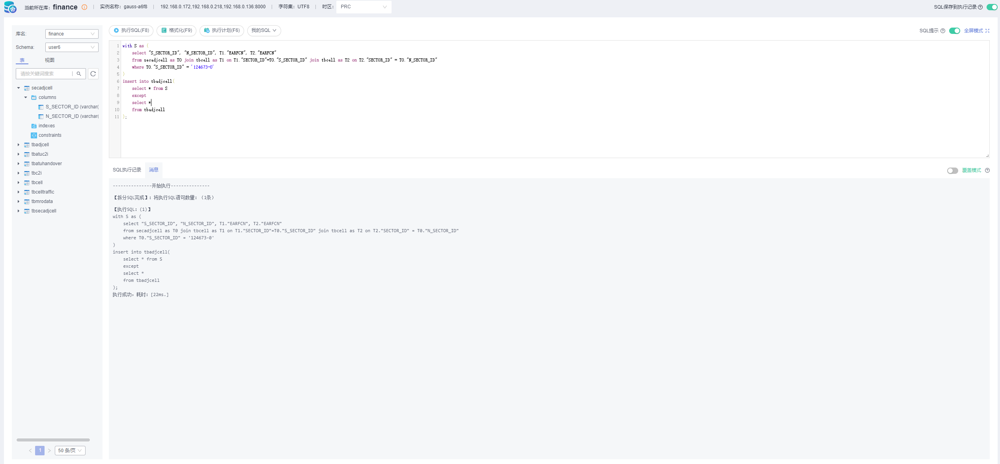 当前所在库: finance | 实例名称: gauss-a6f8 | 192.168.0.172,192.168.0.218,192.168.0.136:8000 | 字符集: UTF8 | 时区: PRC
SQL保存到执行记录
库名: finance
Schema: user6
表 视图
请按关键词搜索
secadjcell
columns
S_SECTOR_ID (varchar(
N_SECTOR_ID (varchar(
indexes
constraints
tbadjcell
tbatuc2i
tbatuhandover
tbc2i
tbcell
tbcelltraffic
tbmrodata
tbsecadjcell
1
50 条/页
执行SQL(F8) 格式化(F9) 执行计划(F6) 我的SQL
SQL提示 全屏模式
1 with S as (
2 select "S_SECTOR_ID", "N_SECTOR_ID", T1."EARFCN", T2."EARFCN"
3 from secadjcell as T0 join tbcell as T1 on T1."SECTOR_ID"=T0."S_SECTOR_ID" join tbcell as T2 on T2."SECTOR_ID" = T0."N_SECTOR_ID"
4 where T0."S_SECTOR_ID" = '124673-0'
5 )
6 insert into tbadjcell(
7 select * from S
8 except
9 select *
10 from tbadjcell
11 );
SQL执行记录 消息
覆盖模式
---------------开始执行---------------
【拆分SQL完成】: 将执行SQL语句数量: (1条)
【执行SQL: (1)】
with S as (
select "S_SECTOR_ID", "N_SECTOR_ID", T1."EARFCN", T2."EARFCN"
from secadjcell as T0 join tbcell as T1 on T1."SECTOR_ID"=T0."S_SECTOR_ID" join tbcell as T2 on T2."SECTOR_ID" = T0."N_SECTOR_ID"
where T0."S_SECTOR_ID" = '124673-0'
)
insert into tbadjcell(
select * from S
except
select *
from tbadjcell
);
执行成功, 耗时: [22ms.]